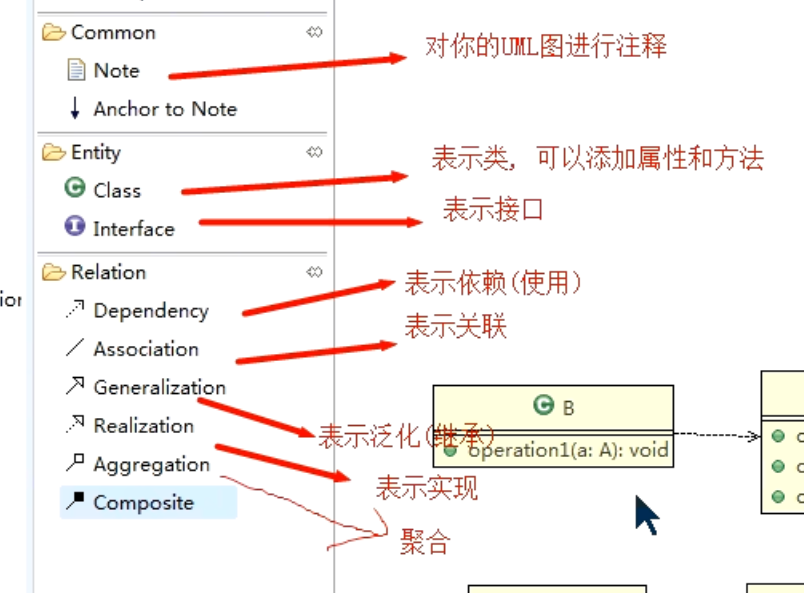 Common
Note
对你的UML图进行注释
Anchor to Note
Entity
表示类, 可以添加属性和方法
Class
Interface
表示接口
Relation
表示依赖(使用)
Dependency
表示关联
Association
Generalization
B
Realization
表示泛化(继承)
operation1(a: A): void
Aggregation
表示实现
Composite
聚合